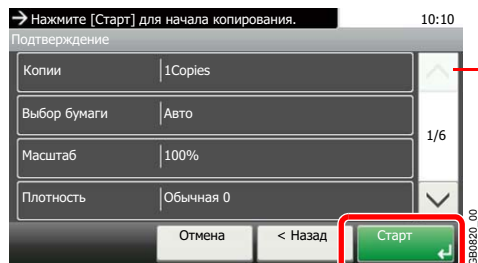 Нажмите [Старт] для начала копирования. 10:10
Подтверждение
Копии 1Copies
Выбор бумаги Авто
1/6
Масштаб 100%
Плотность Обычная 0
Отмена < Назад Старт
GB0820_00